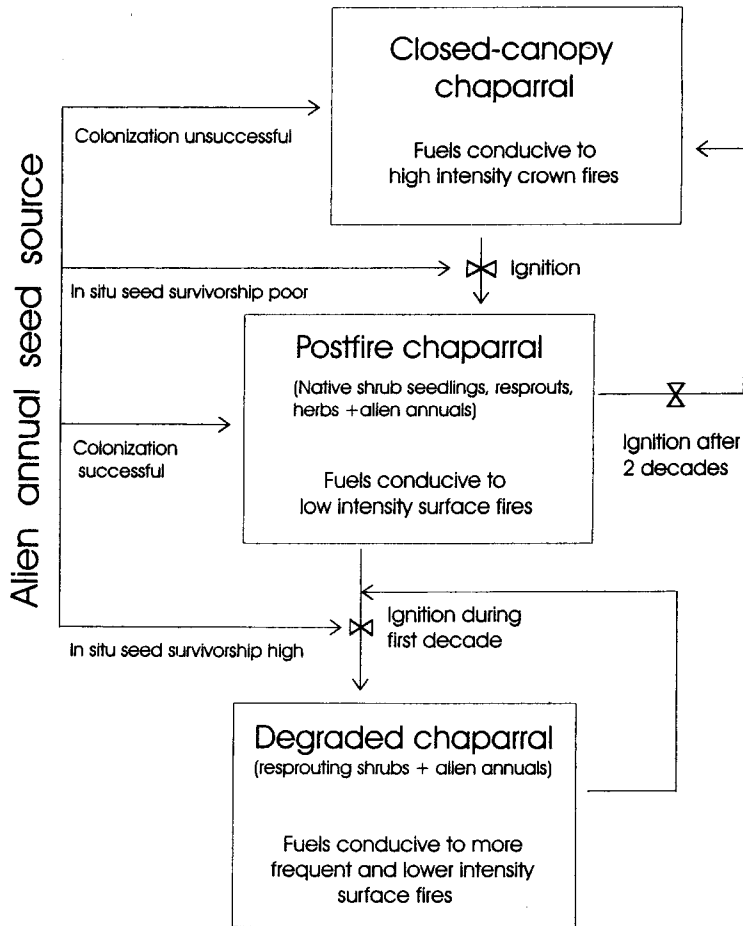 Alien annual seed source
Closed-canopy
chaparral
Fuels conducive to
high intensity crown fires
Colonization unsuccessful
Ignition
In situ seed survivorship poor
Postfire chaparral
(Native shrub seedlings, resprouts,
herbs +alien annuals)
Fuels conducive to
low intensity surface fires
Colonization
successful
Ignition after
2 decades
Ignition during
first decade
In situ seed survivorship high
Degraded chaparral
(resprouting shrubs + alien annuals)
Fuels conducive to more
frequent and lower intensity
surface fires